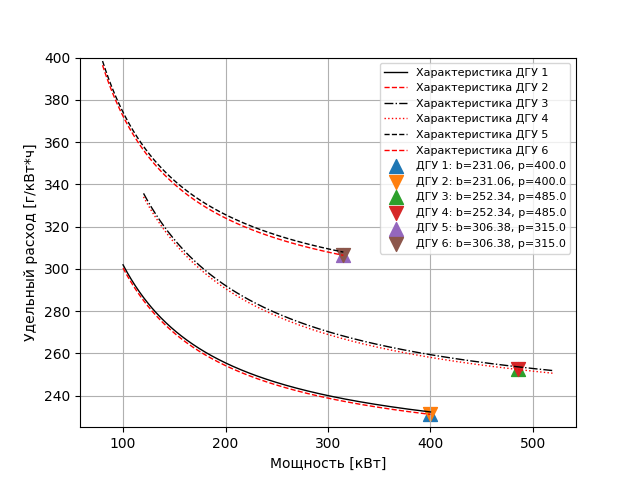 400
380
360
340
320
300
280
260
240
Удельный расход [г/кВт*ч]
Характеристика ДГУ 1
Характеристика ДГУ 2
Характеристика ДГУ 3
Характеристика ДГУ 4
Характеристика ДГУ 5
Характеристика ДГУ 6
ДГУ 1: b=231.06, p=400.0
ДГУ 2: b=231.06, p=400.0
ДГУ 3: b=252.34, p=485.0
ДГУ 4: b=252.34, p=485.0
ДГУ 5: b=306.38, p=315.0
ДГУ 6: b=306.38, p=315.0
100 200 300 400 500
Мощность [кВт]